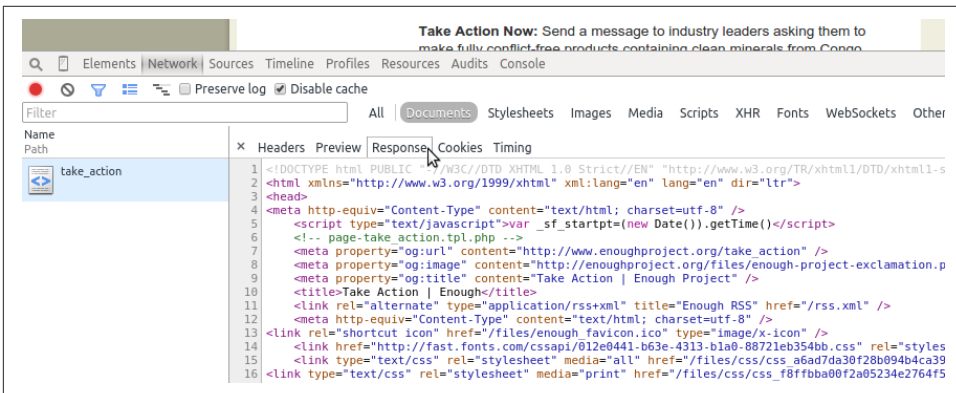 Take Action Now: Send a message to industry leaders asking them to
make fully conflict-free products containing clean minerals from Congo
Elements Network Sources Timeline Profiles Resources Audits Console
Preserve log Disable cache
Filter All Documents Stylesheets Images Media Scripts XHR Fonts WebSockets Other
Name
Path
× Headers Preview Response Cookies Timing
take_action
1 <!DOCTYPE html PUBLIC "-//W3C//DTD XHTML 1.0 Strict//EN" "http://www.w3.org/TR/xhtml1/DTD/xhtml1-s
2 <html xmlns="http://www.w3.org/1999/xhtml" xml:lang="en" lang="en" dir="ltr">
3 <head>
4 <meta http-equiv="Content-Type" content="text/html; charset=utf-8" />
5 <script type="text/javascript">var _sf_startpt=(new Date()).getTime()</script>
6 <!-- page-take_action.tpl.php -->
7 <meta property="og:url" content="http://www.enoughproject.org/take_action" />
8 <meta property="og:image" content="http://enoughproject.org/files/enough-project-exclamation.p
9 <meta property="og:title" content="Take Action | Enough Project" />
10 <title>Take Action | Enough</title>
11 <link rel="alternate" type="application/rss+xml" title="Enough RSS" href="/rss.xml" />
12 <meta http-equiv="Content-Type" content="text/html; charset=utf-8" />
13 <link rel="shortcut icon" href="/files/enough_favicon.ico" type="image/x-icon" />
14 <link href="http://fast.fonts.com/cssapi/012e0441-b63e-4313-b1a0-88721eb354bb.css" rel="styles
15 <link type="text/css" rel="stylesheet" media="all" href="/files/css/css_a6ad7da30f28b094b4ca39
16 <link type="text/css" rel="stylesheet" media="print" href="/files/css/css_f8ffbba00f2a05234e2764f5